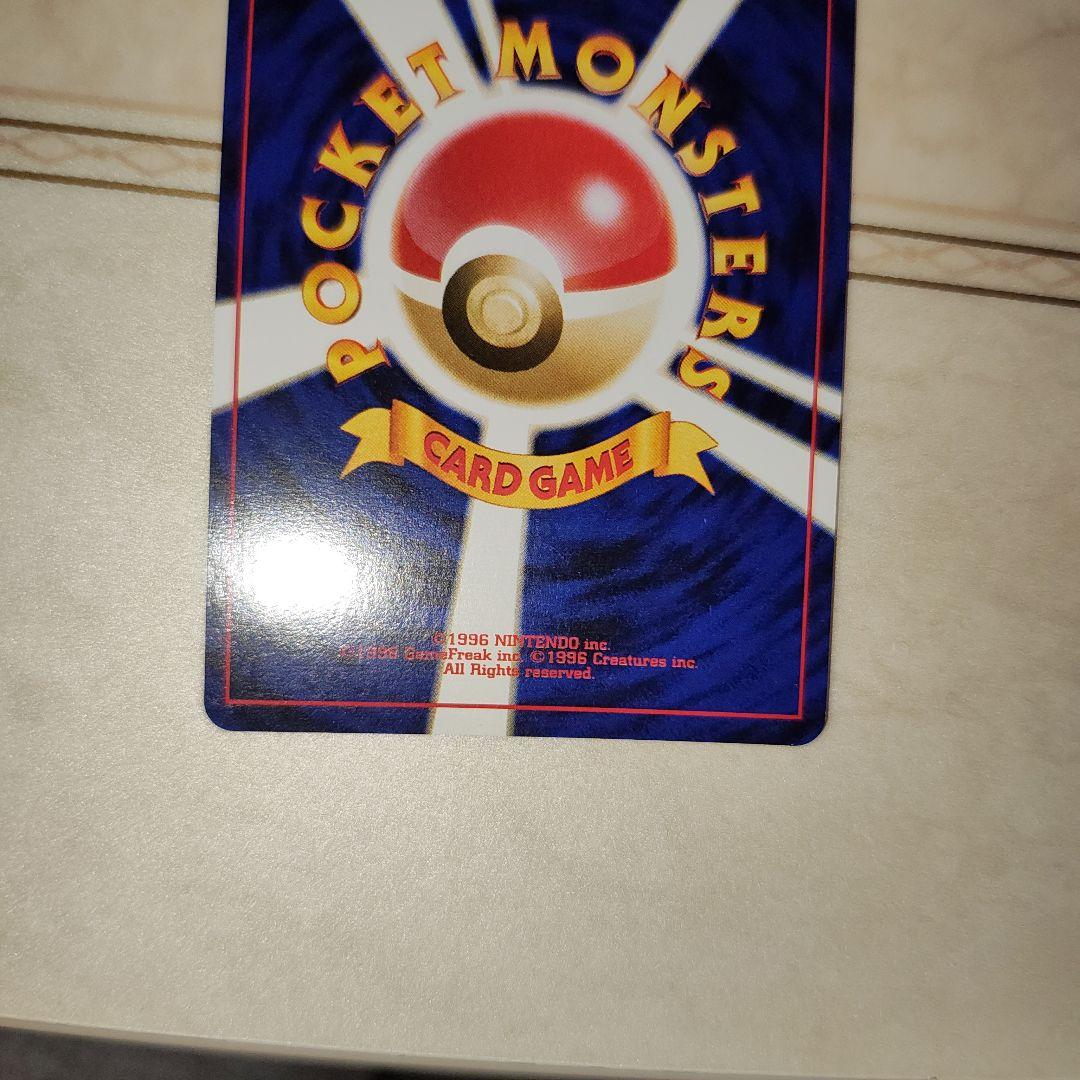 POCKET MONSTERS
CARD GAME
©1996 NINTENDO inc.
©1996 GameFreak inc. ©1996 Creatures inc.
All Rights reserved.